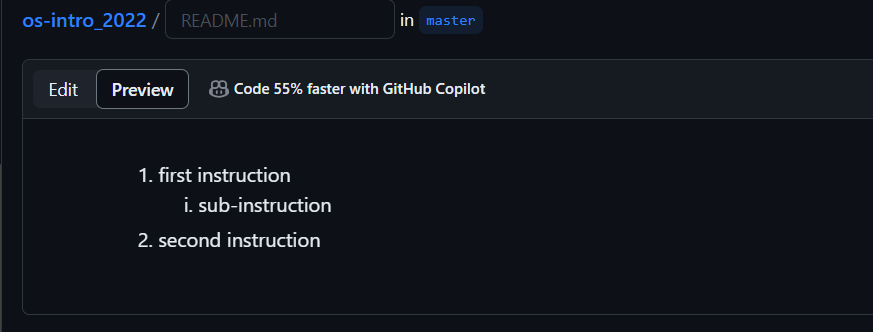 os-intro_2022 / README.md in master
Edit Preview Code 55% faster with GitHub Copilot
1. first instruction
i. sub-instruction
2. second instruction